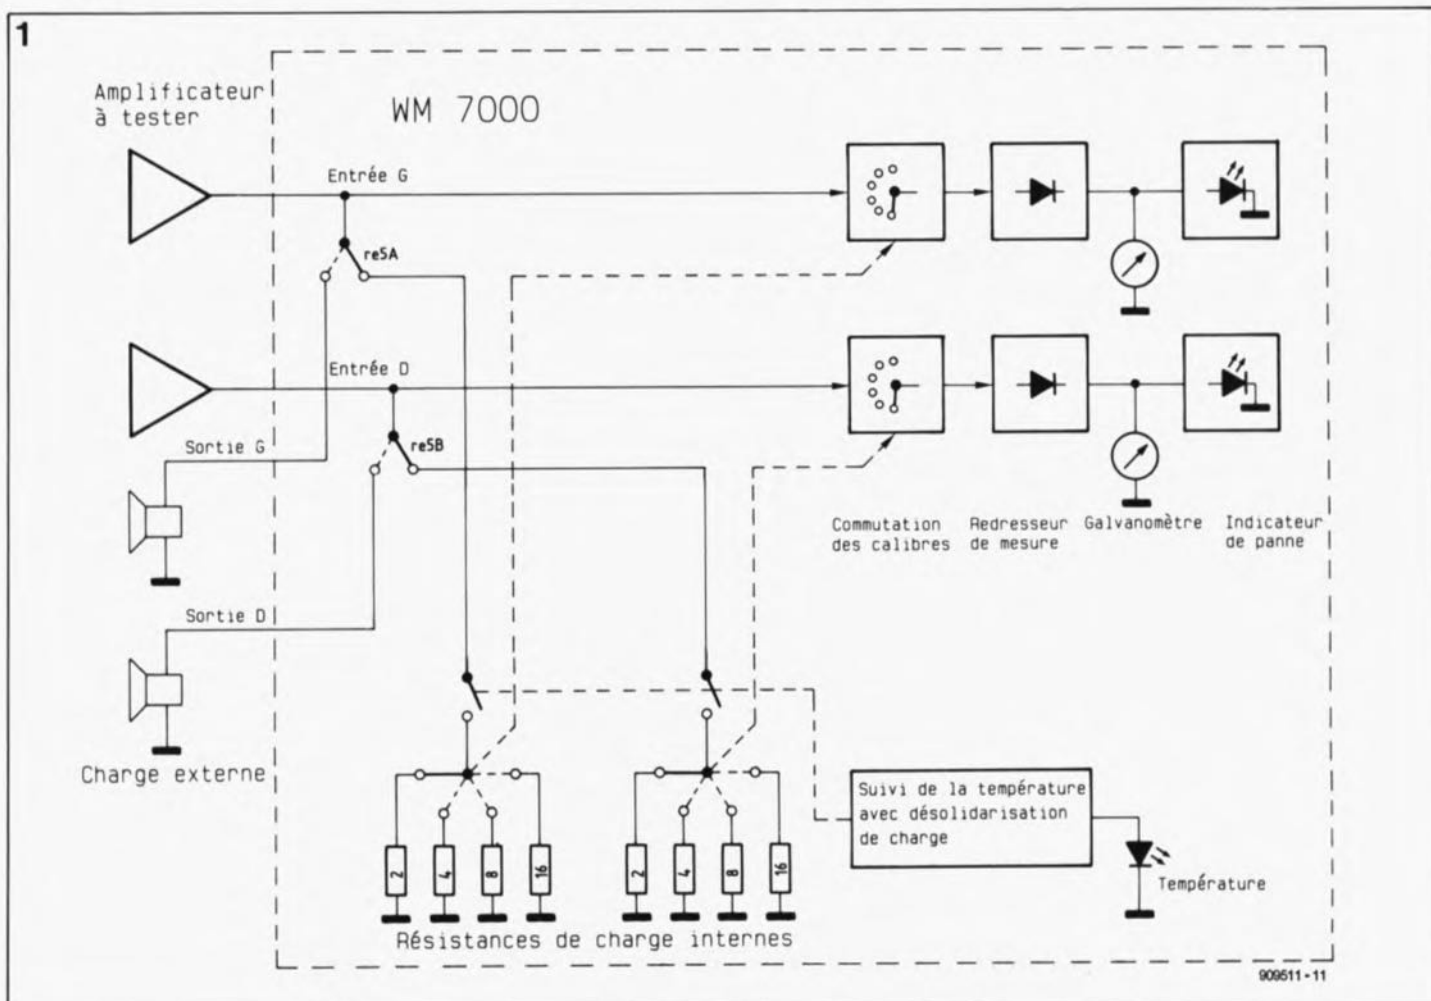 1
Amplificateur
à tester
WM 7000
Entrée G
re5A
Entrée D
re5B
Sortie G
Sortie D
Charge externe
Commutation
des calibres
Redresseur
de mesure
Galvanomètre
Indicateur
de panne
Suivi de la température
avec désolidarisation
de charge
Température
2
4
8
16
2
4
8
16
Résistances de charge internes
909511-11